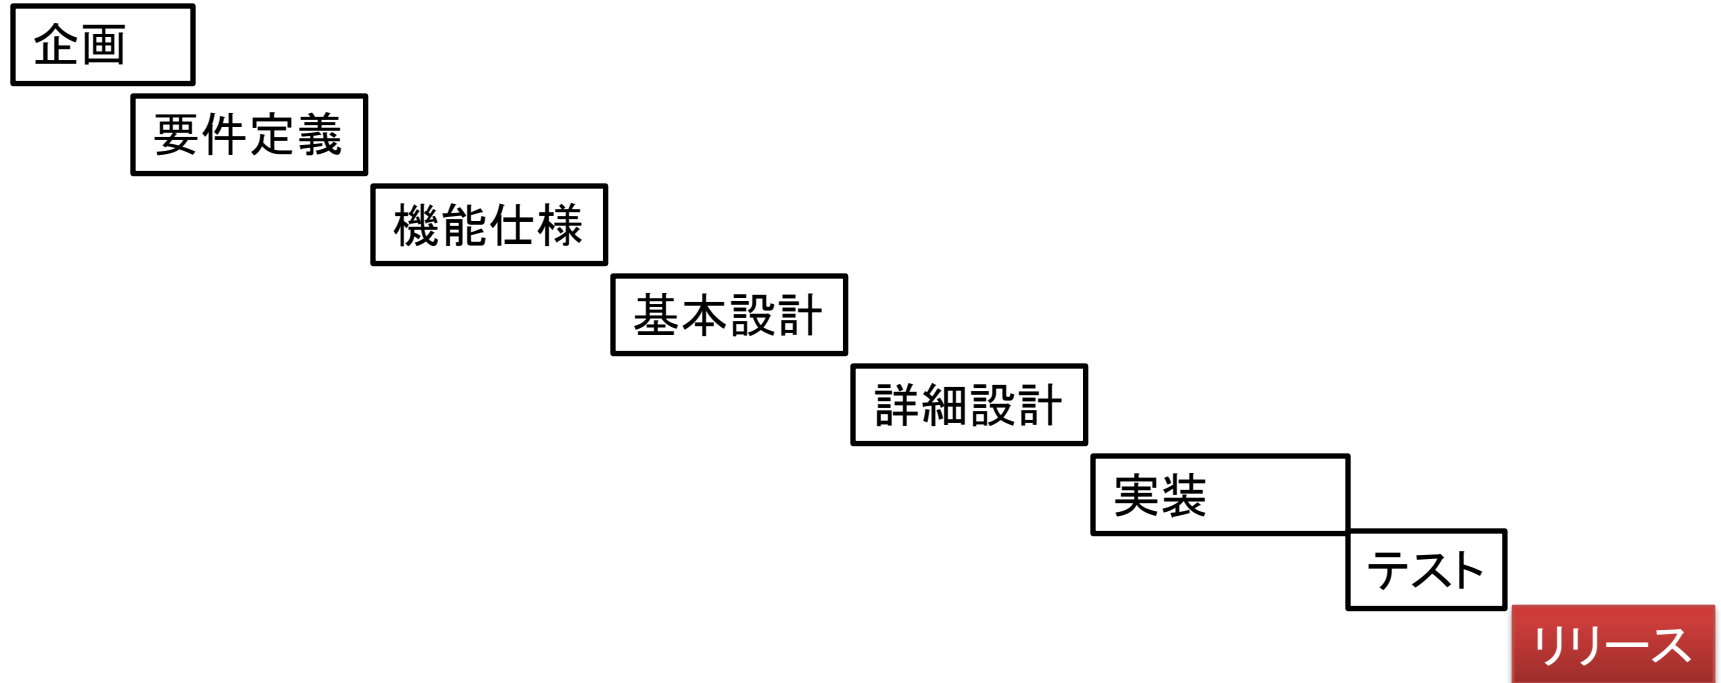 企画
要件定義
機能仕様
基本設計
詳細設計
実装
テスト
リリース